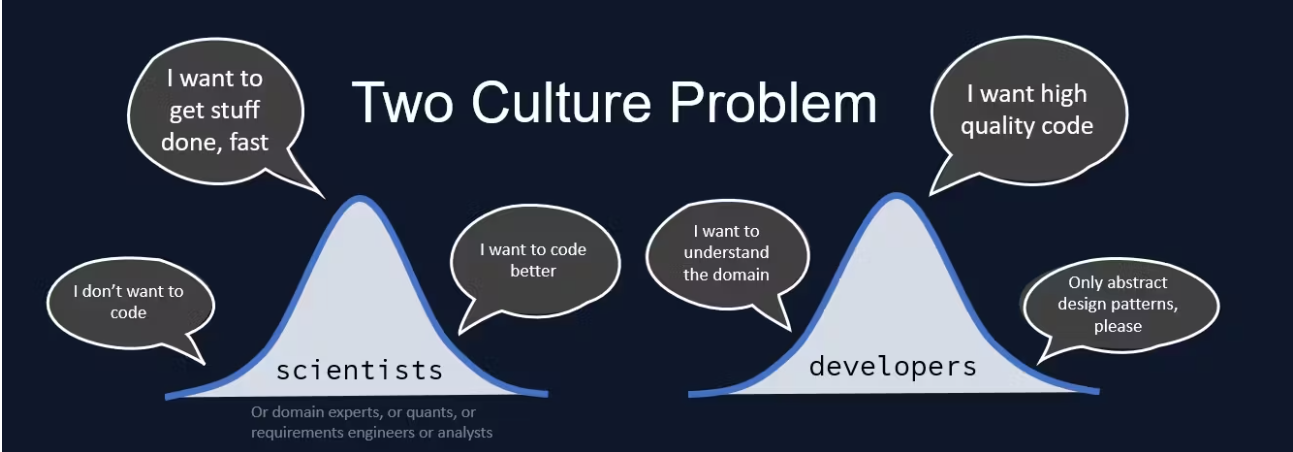 Two Culture Problem
I want to
get stuff
done, fast
I don't want to
code
I want to code
better
scientists
Or domain experts, or quants, or
requirements engineers or analysts
I want to
understand
the domain
I want high
quality code
Only abstract
design patterns,
please
developers